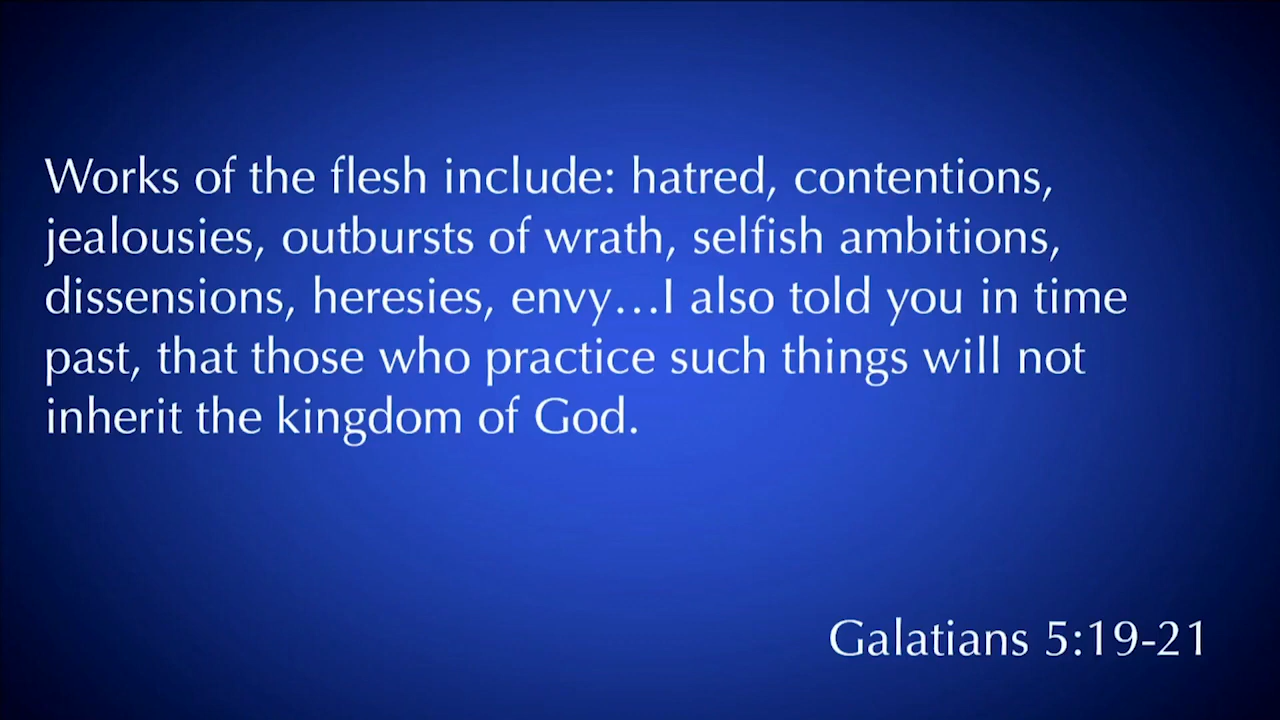 Works of the flesh include: hatred, contentions,
jealousies, outbursts of wrath, selfish ambitions,
dissensions, heresies, envy…I also told you in time
past, that those who practice such things will not
inherit the kingdom of God.
Galatians 5:19-21